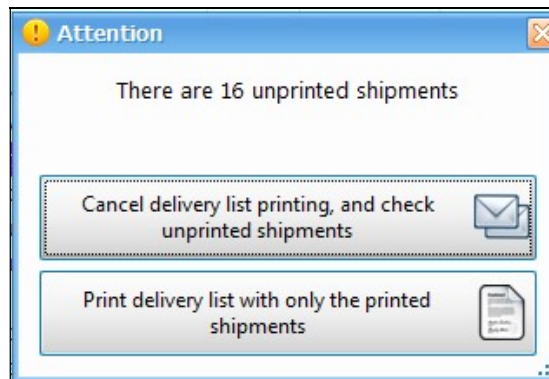 Attention
There are 16 unprinted shipments
Cancel delivery list printing, and check
unprinted shipments
Print delivery list with only the printed
shipments